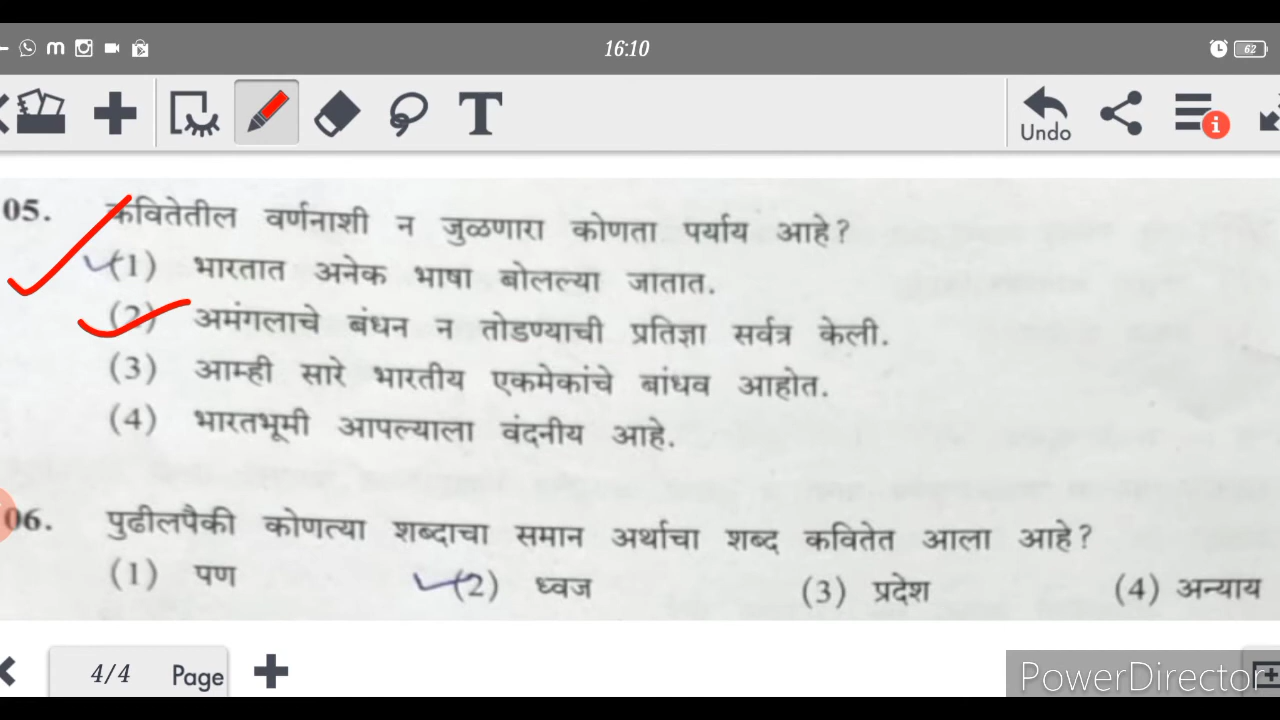 16:10
62
T
Undo
05. कवितेतील वर्णनाशी न जुळणारा कोणता पर्याय आहे?
(1) भारतात अनेक भाषा बोलल्या जातात.
(2) अमंगलाचे बंधन न तोडण्याची प्रतिज्ञा सर्वत्र केली.
(3) आम्ही सारे भारतीय एकमेकांचे बांधव आहोत.
(4) भारतभूमी आपल्याला वंदनीय आहे.
06. पुढीलपैकी कोणत्या शब्दाचा समान अर्थाचा शब्द कवितेत आला आहे?
(1) पण (2) ध्वज (3) प्रदेश (4) अन्याय
4/4 Page
PowerDirector